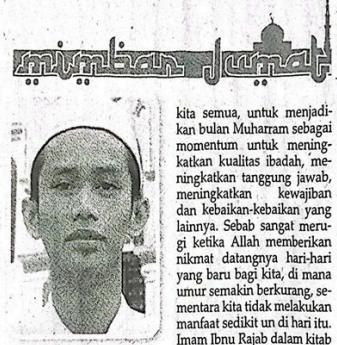 mimbar Jumat
kita semua, untuk menjadi-
kan bulan Muharram sebagai
momentum untuk mening-
katkan kualitas ibadah, me-
ningkatkan tanggung jawab,
meningkatkan kewajiban
dan kebaikan-kebaikan yang
lainnya. Sebab sangat meru-
gi ketika Allah memberikan
nikmat datangnya hari-hari
yang baru bagi kita, di mana
umur semakin berkurang, se-
mentara kita tidak melakukan
manfaat sedikit un di hari itu.
Imam Ibnu Rajab dalam kitab